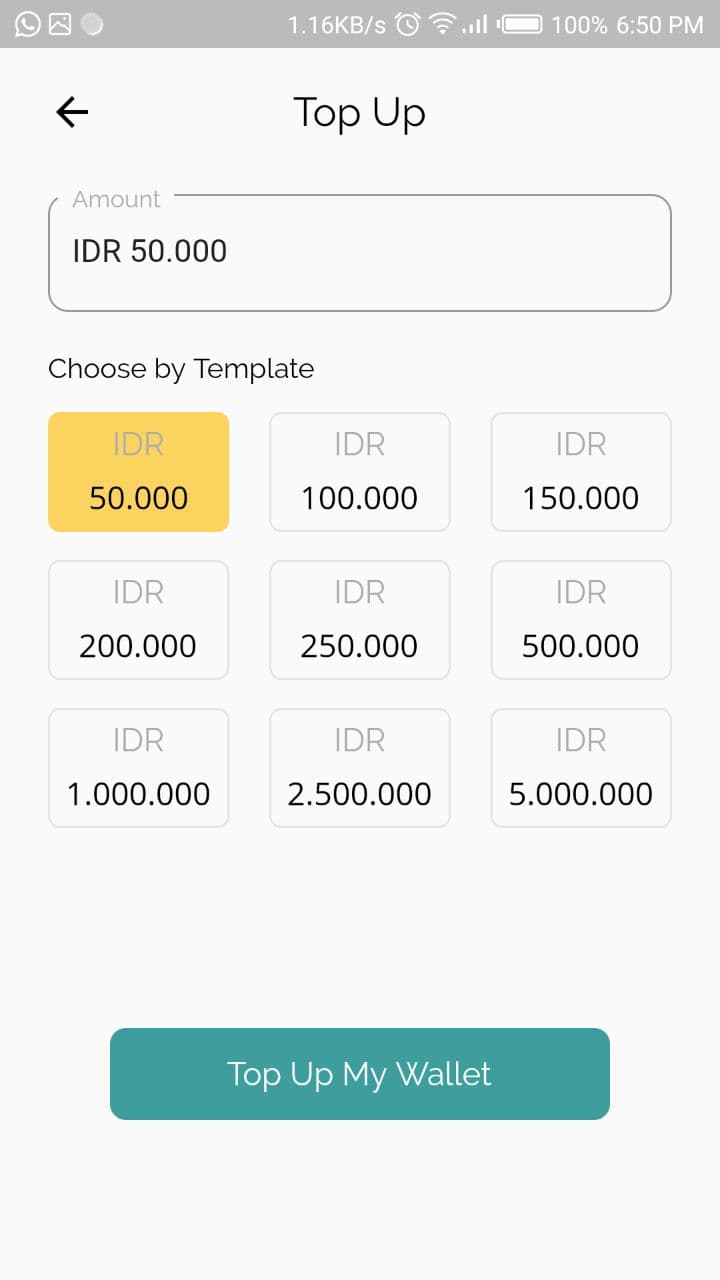 1.16KB/s 100% 6:50 PM
Top Up
Amount
IDR 50.000
Choose by Template
IDR
50.000
IDR
100.000
IDR
150.000
IDR
200.000
IDR
250.000
IDR
500.000
IDR
1.000.000
IDR
2.500.000
IDR
5.000.000
Top Up My Wallet